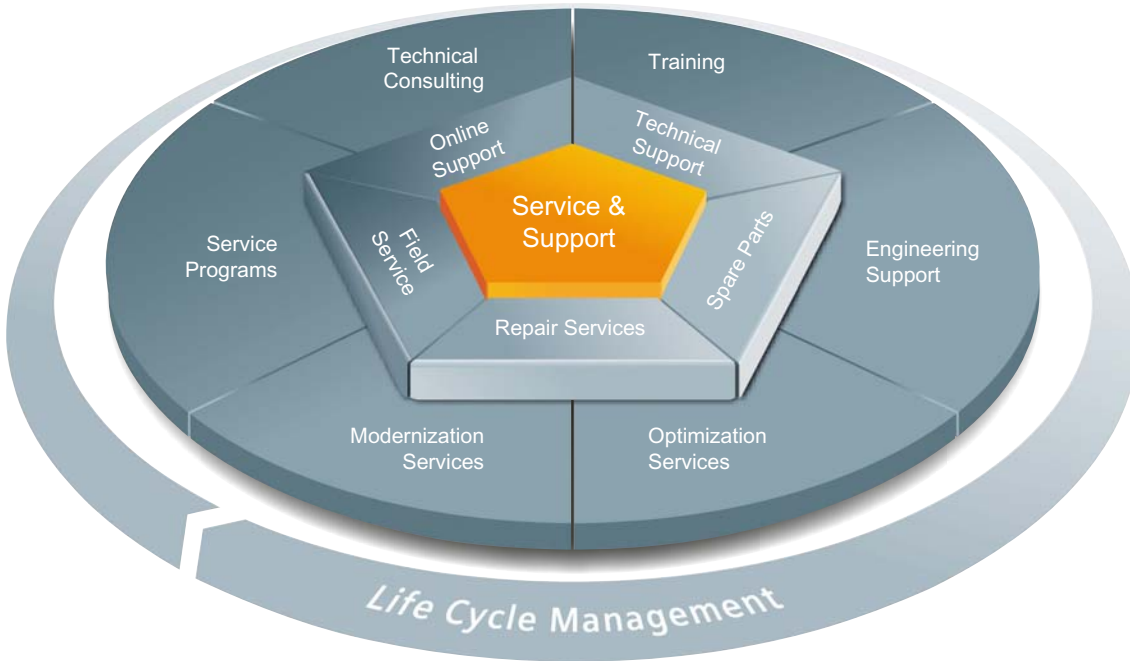 Technical
Consulting
Training
Online
Support
Technical
Support
Service &
Support
Service
Programs
Field
Service
Spare Parts
Engineering
Support
Repair Services
Modernization
Services
Optimization
Services
Life Cycle Management